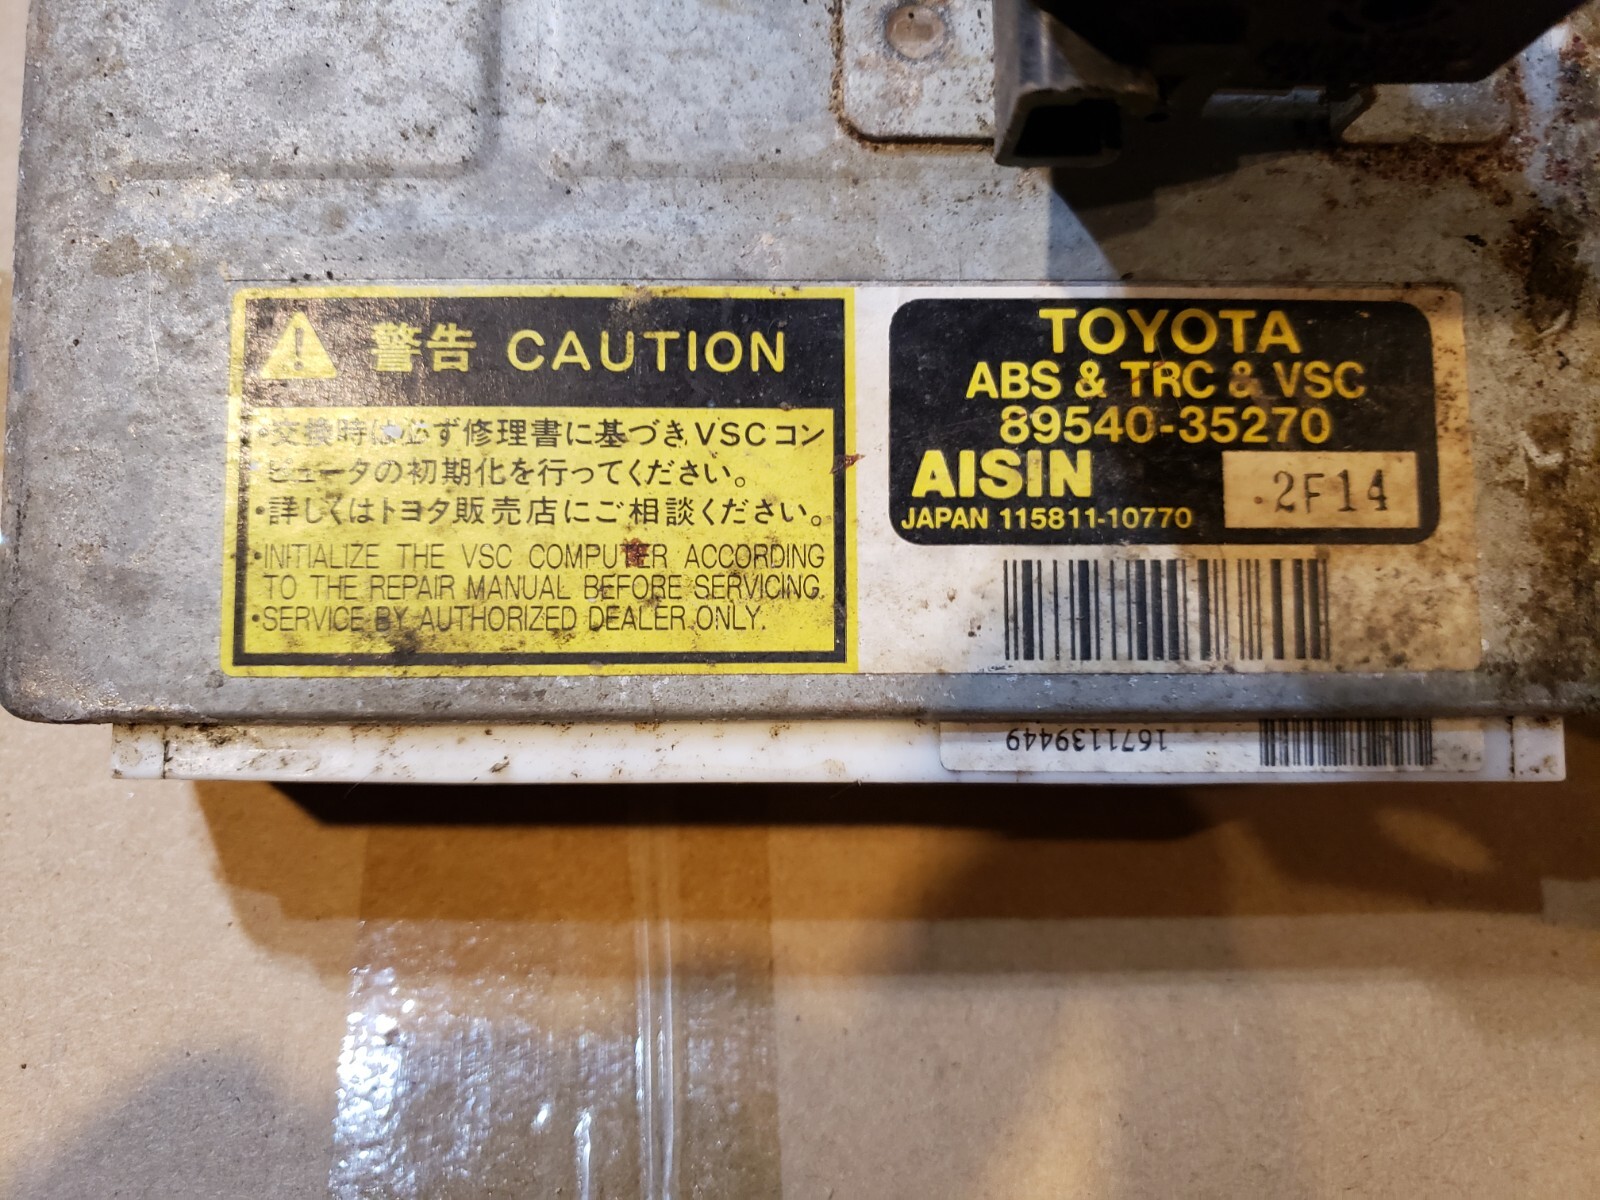 警告 CAUTION
・交換時は必ず修理書に基づきVSCコン
ピュータの初期化を行ってください。
・詳しくはトヨタ販売店にご相談ください。
•INITIALIZE THE VSC COMPUTER ACCORDING
TO THE REPAIR MANUAL BEFORE SERVICING.
•SERVICE BY AUTHORIZED DEALER ONLY.
TOYOTA
ABS & TRC & VSC
89540-35270
AISIN
2F14
JAPAN 115811-10770
1671139449